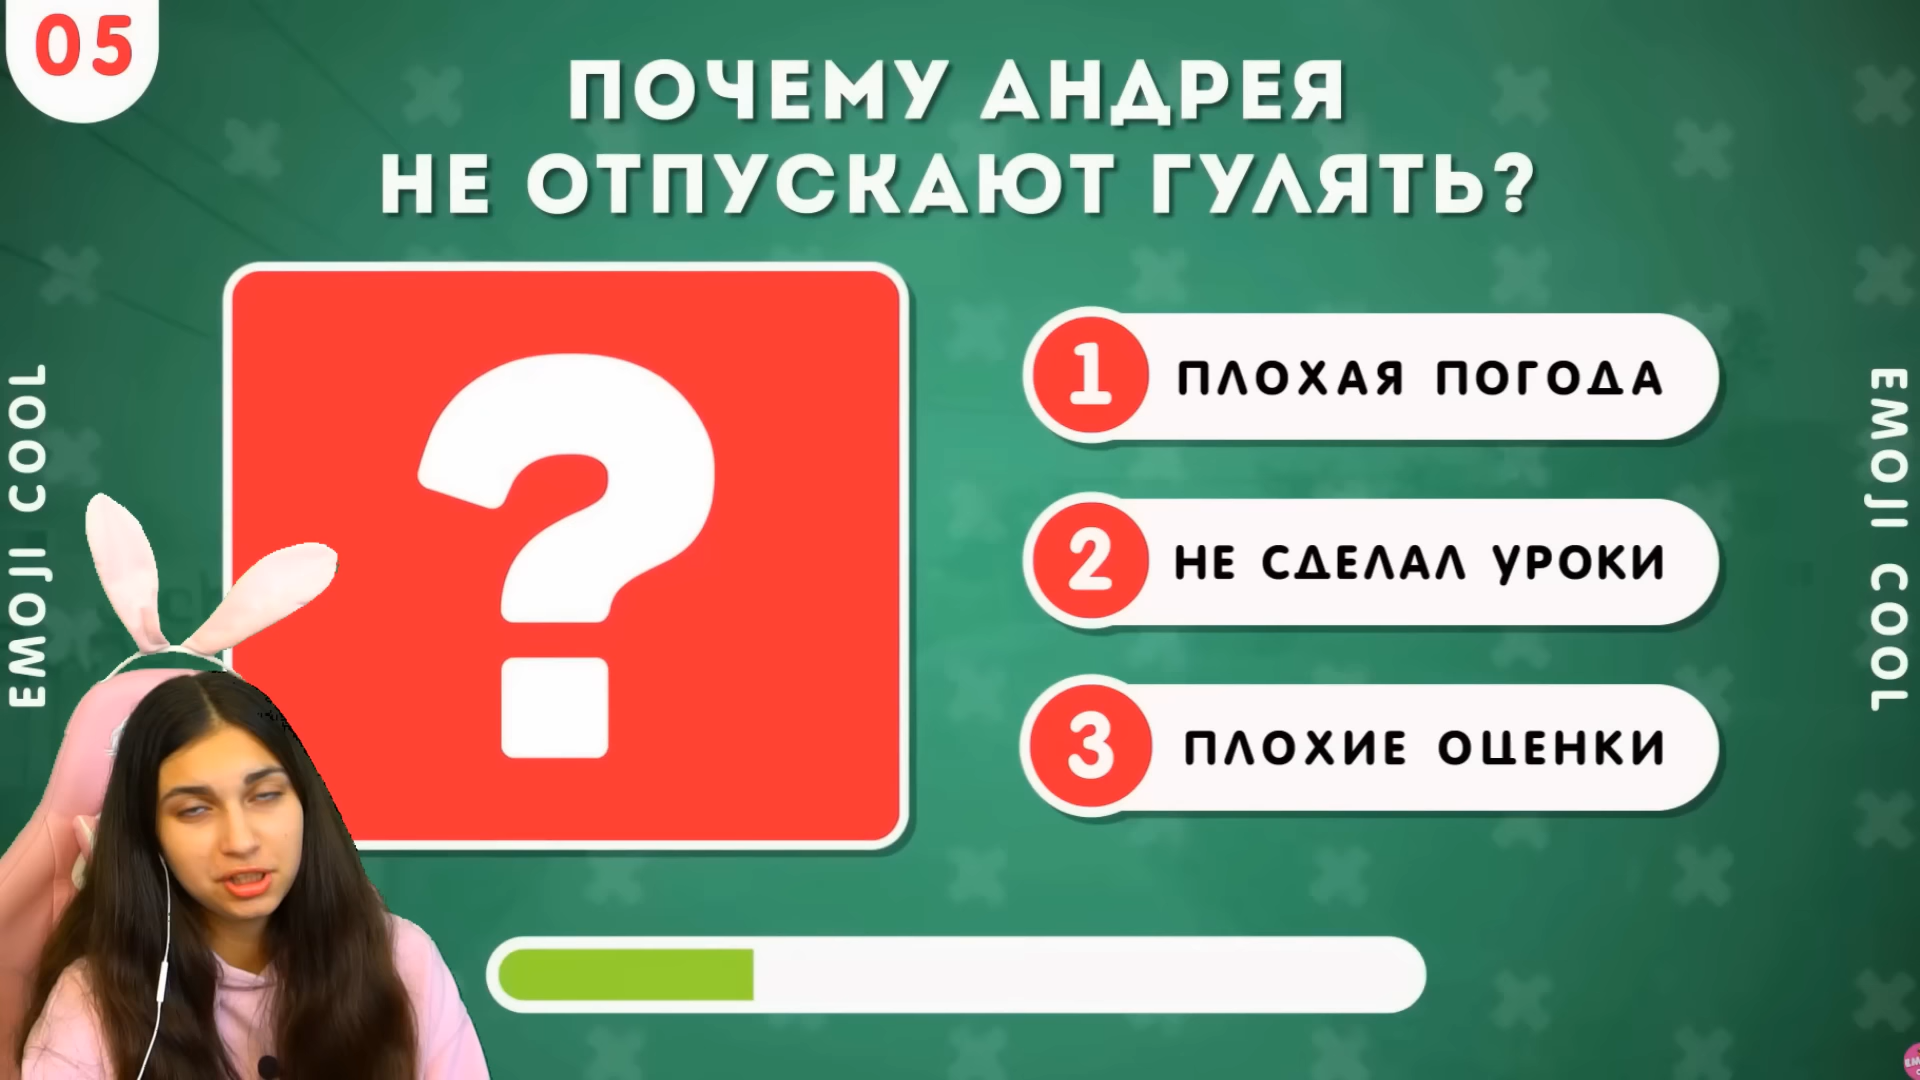 05
ПОЧЕМУ АНДРЕЯ
НЕ ОТПУСКАЮТ ГУЛЯТЬ?
?
1 ПЛОХАЯ ПОГОДА
2 НЕ СДЕЛАЛ УРОКИ
3 ПЛОХИЕ ОЦЕНКИ
EMOJI COOL
EMOJI COOL